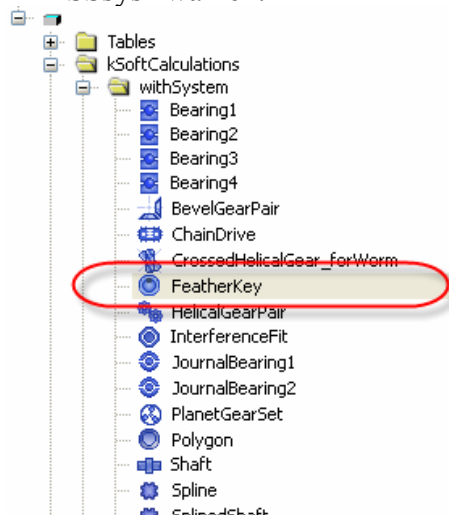 Tables
kSoftCalculations
withSystem
Bearing1
Bearing2
Bearing3
Bearing4
BevelGearPair
ChainDrive
CrossedHelicalGear_forWorm
FeatherKey
HelicalGearPair
InterferenceFit
JournalBearing1
JournalBearing2
PlanetGearSet
Polygon
Shaft
Spline
SplinedShaft